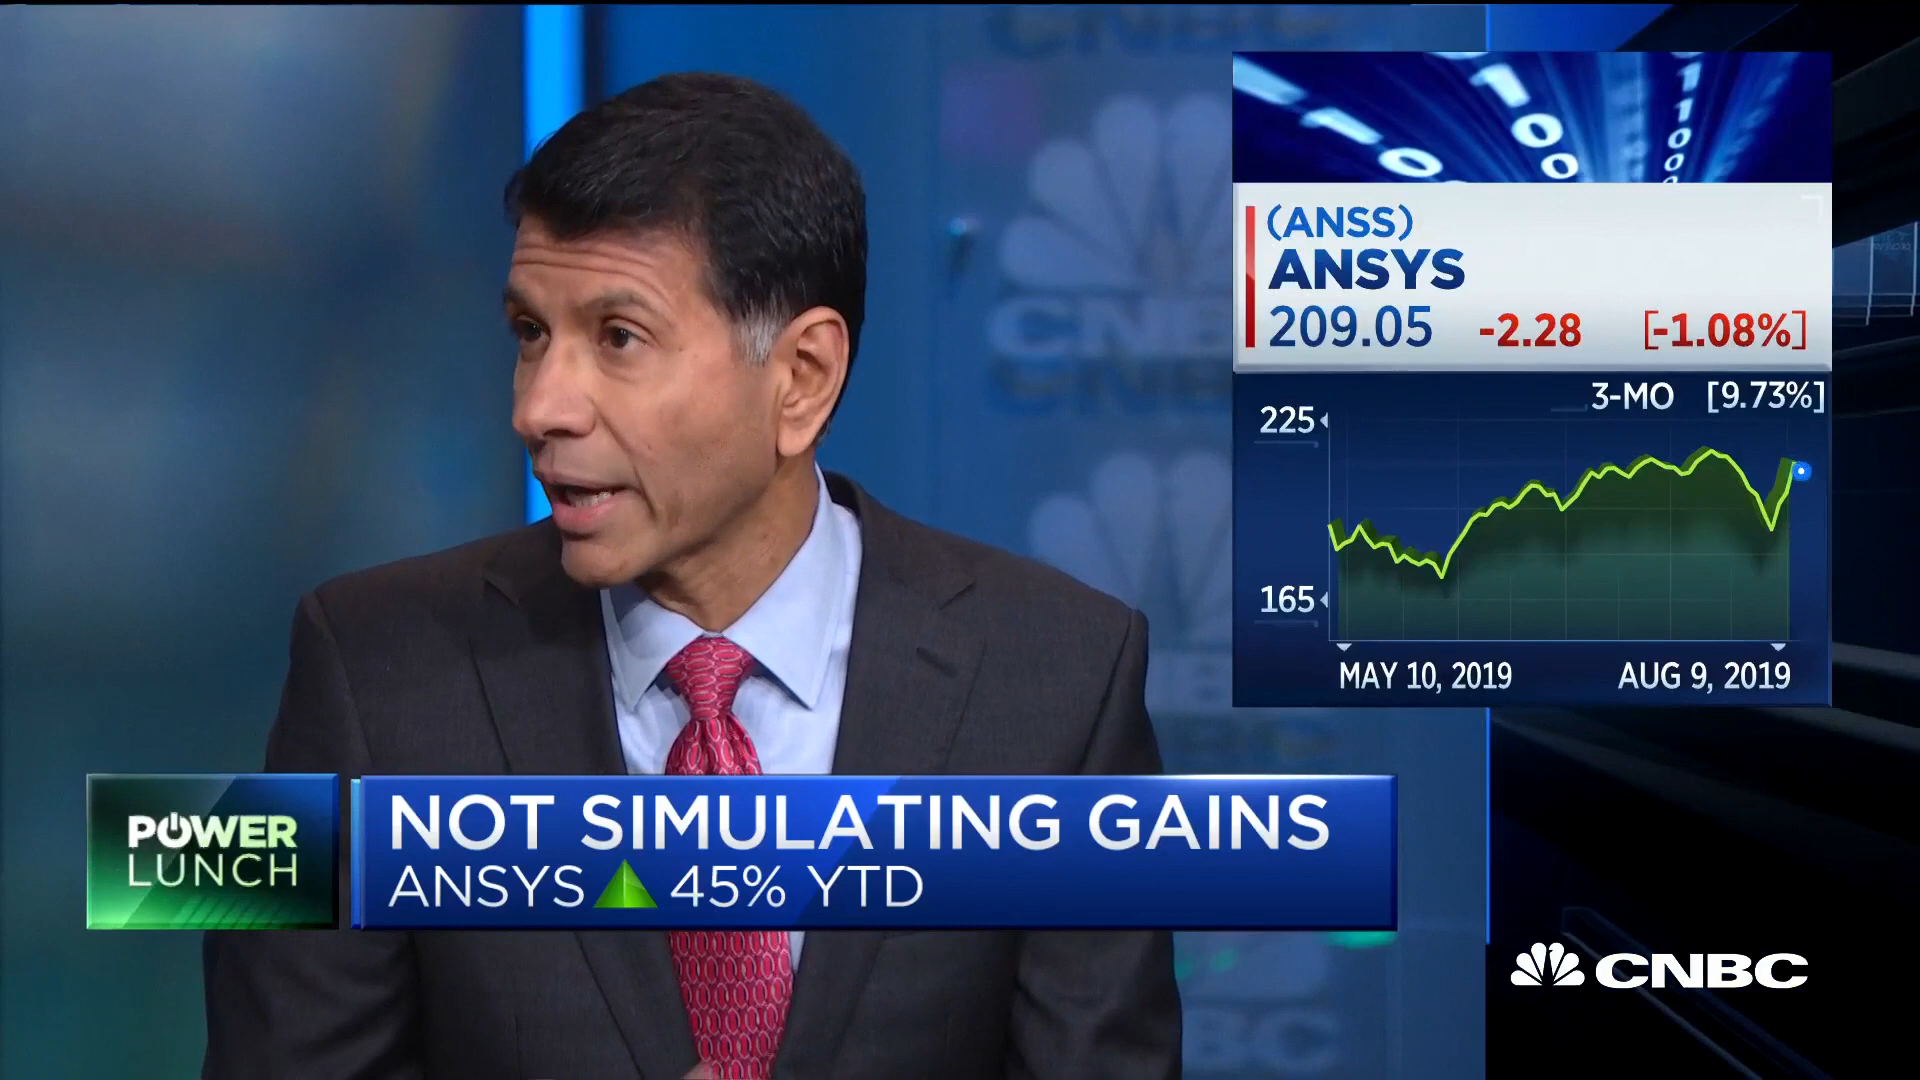 (ANSS)
ANSYS
209.05 -2.28 [-1.08%]
3-MO [9.73%]
225
165
MAY 10, 2019 AUG 9, 2019
POWER
LUNCH
NOT SIMULATING GAINS
ANSYS 45% YTD
CNBC